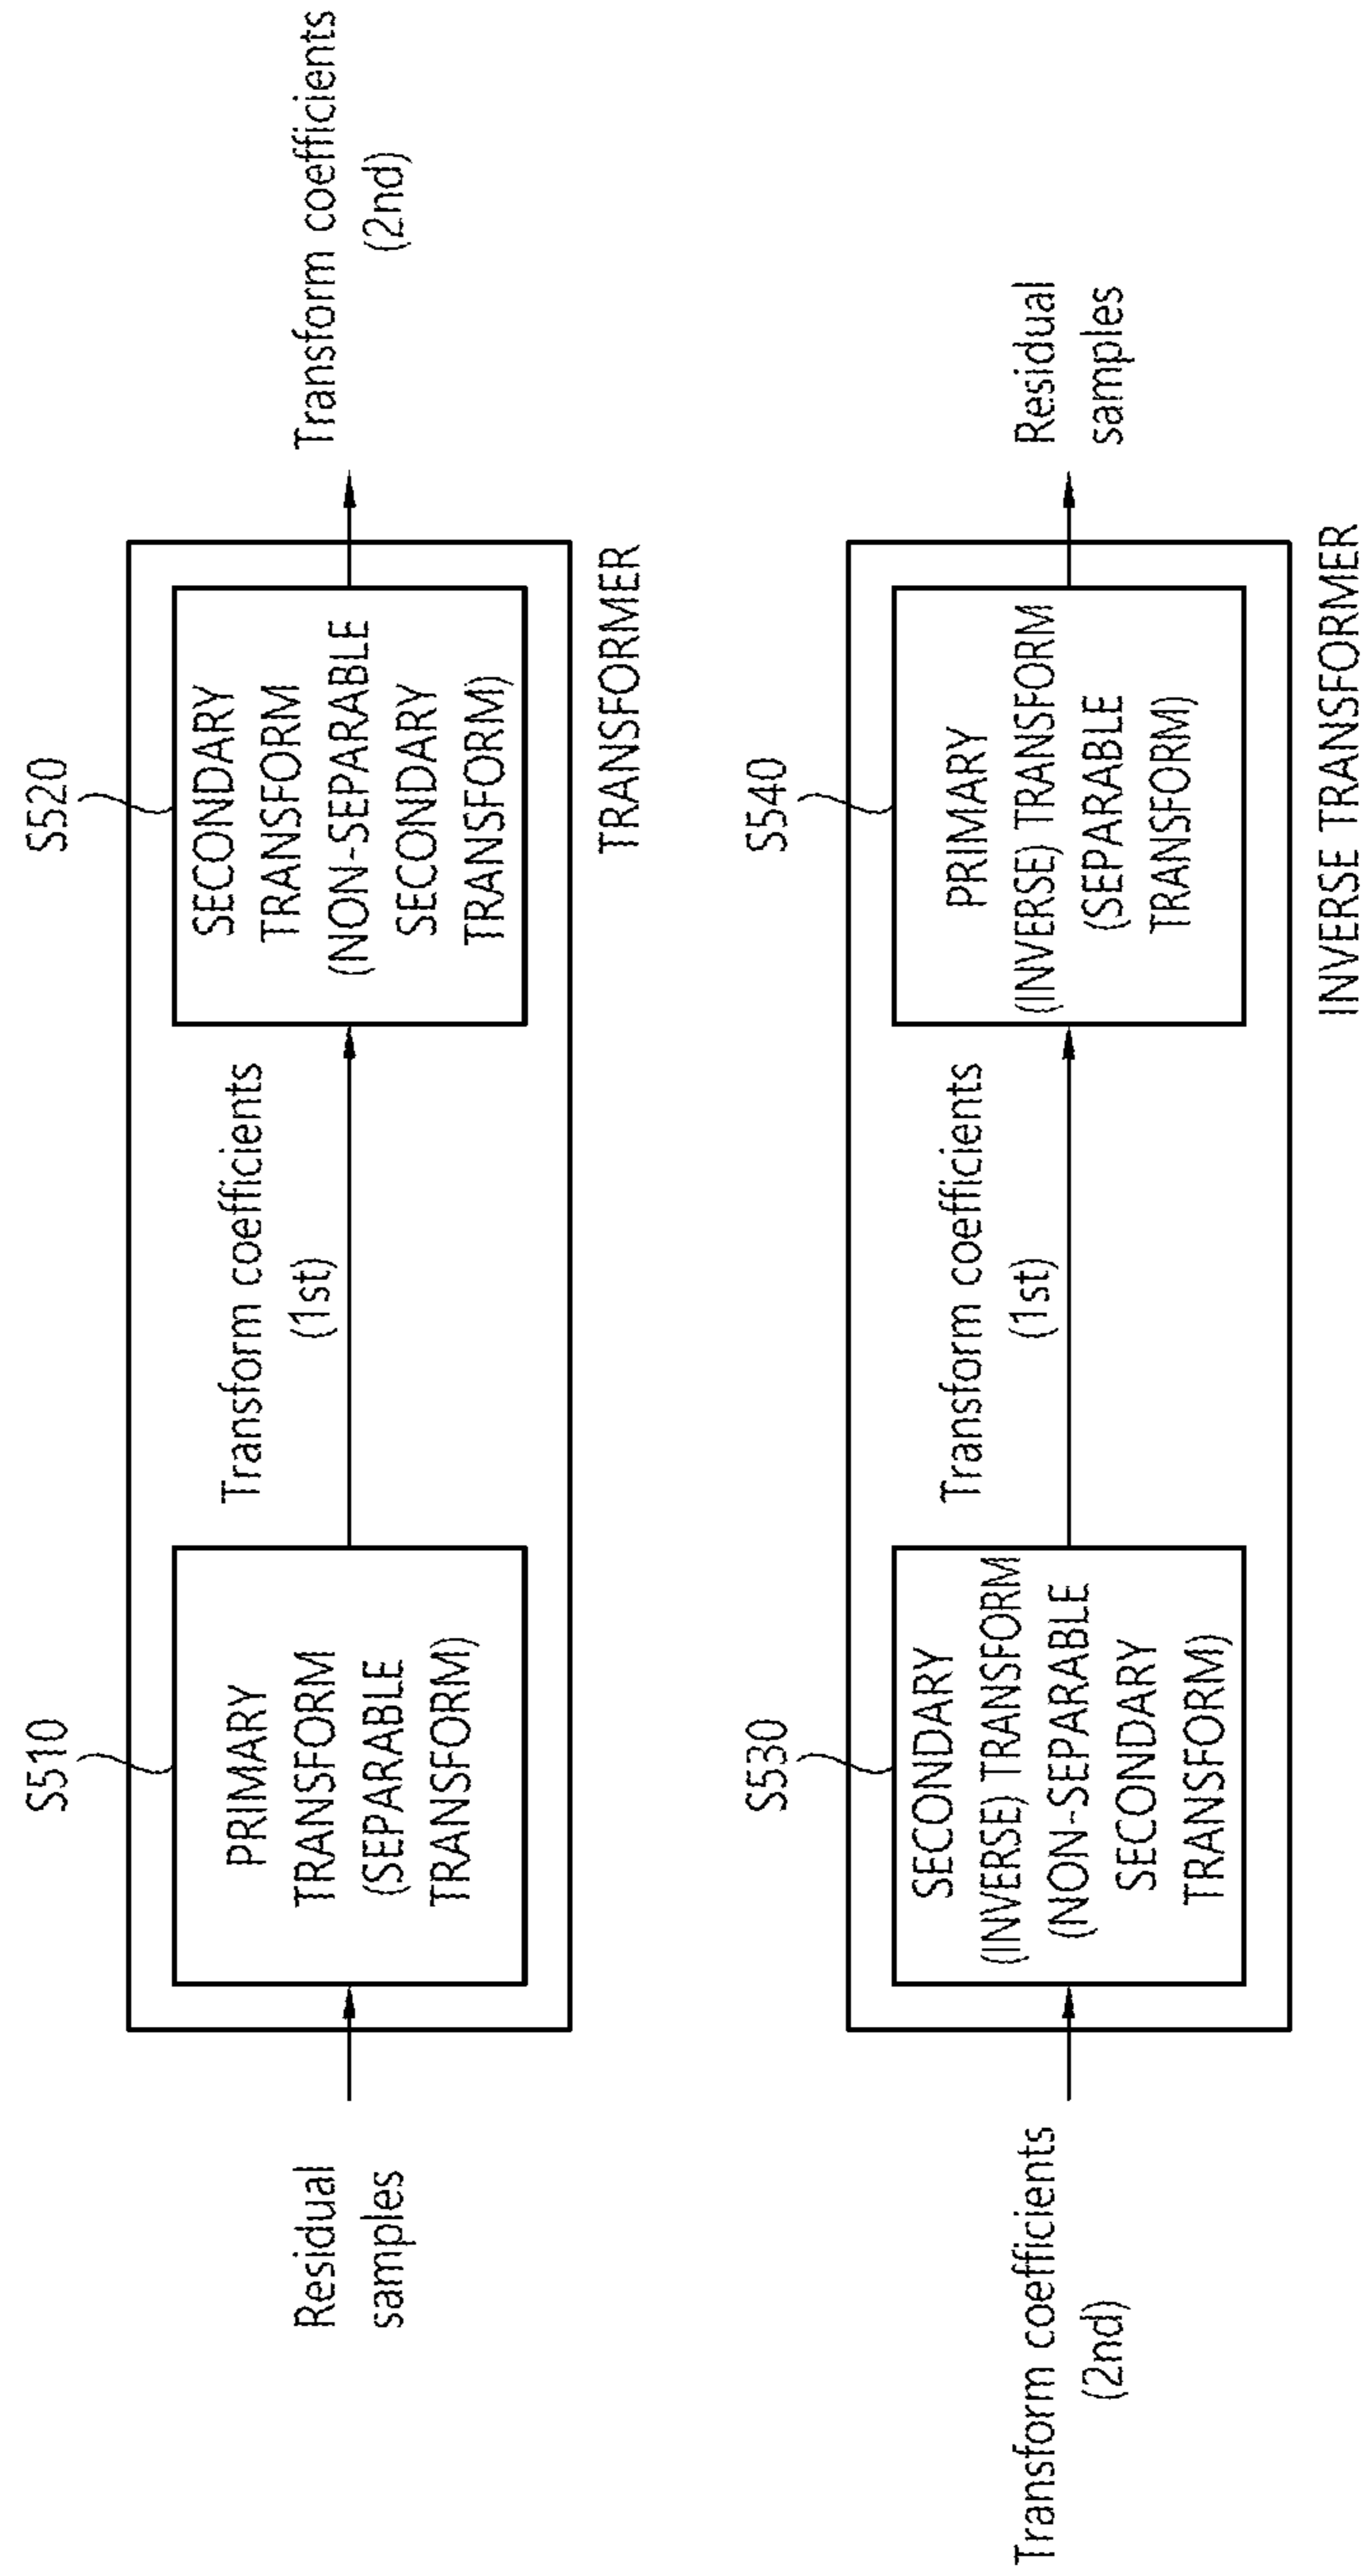 S510
S520
Residual
samples
PRIMARY
TRANSFORM
(SEPARABLE
TRANSFORM)
Transform coefficients
(1st)
SECONDARY
TRANSFORM
(NON-SEPARABLE
SECONDARY
TRANSFORM)
Transform coefficients
(2nd)
TRANSFORMER
S530
S540
Transform coefficients
(2nd)
SECONDARY
(INVERSE) TRANSFORM
(NON-SEPARABLE
SECONDARY
TRANSFORM)
Transform coefficients
(1st)
PRIMARY
(INVERSE) TRANSFORM
(SEPARABLE
TRANSFORM)
Residual
samples
INVERSE TRANSFORMER